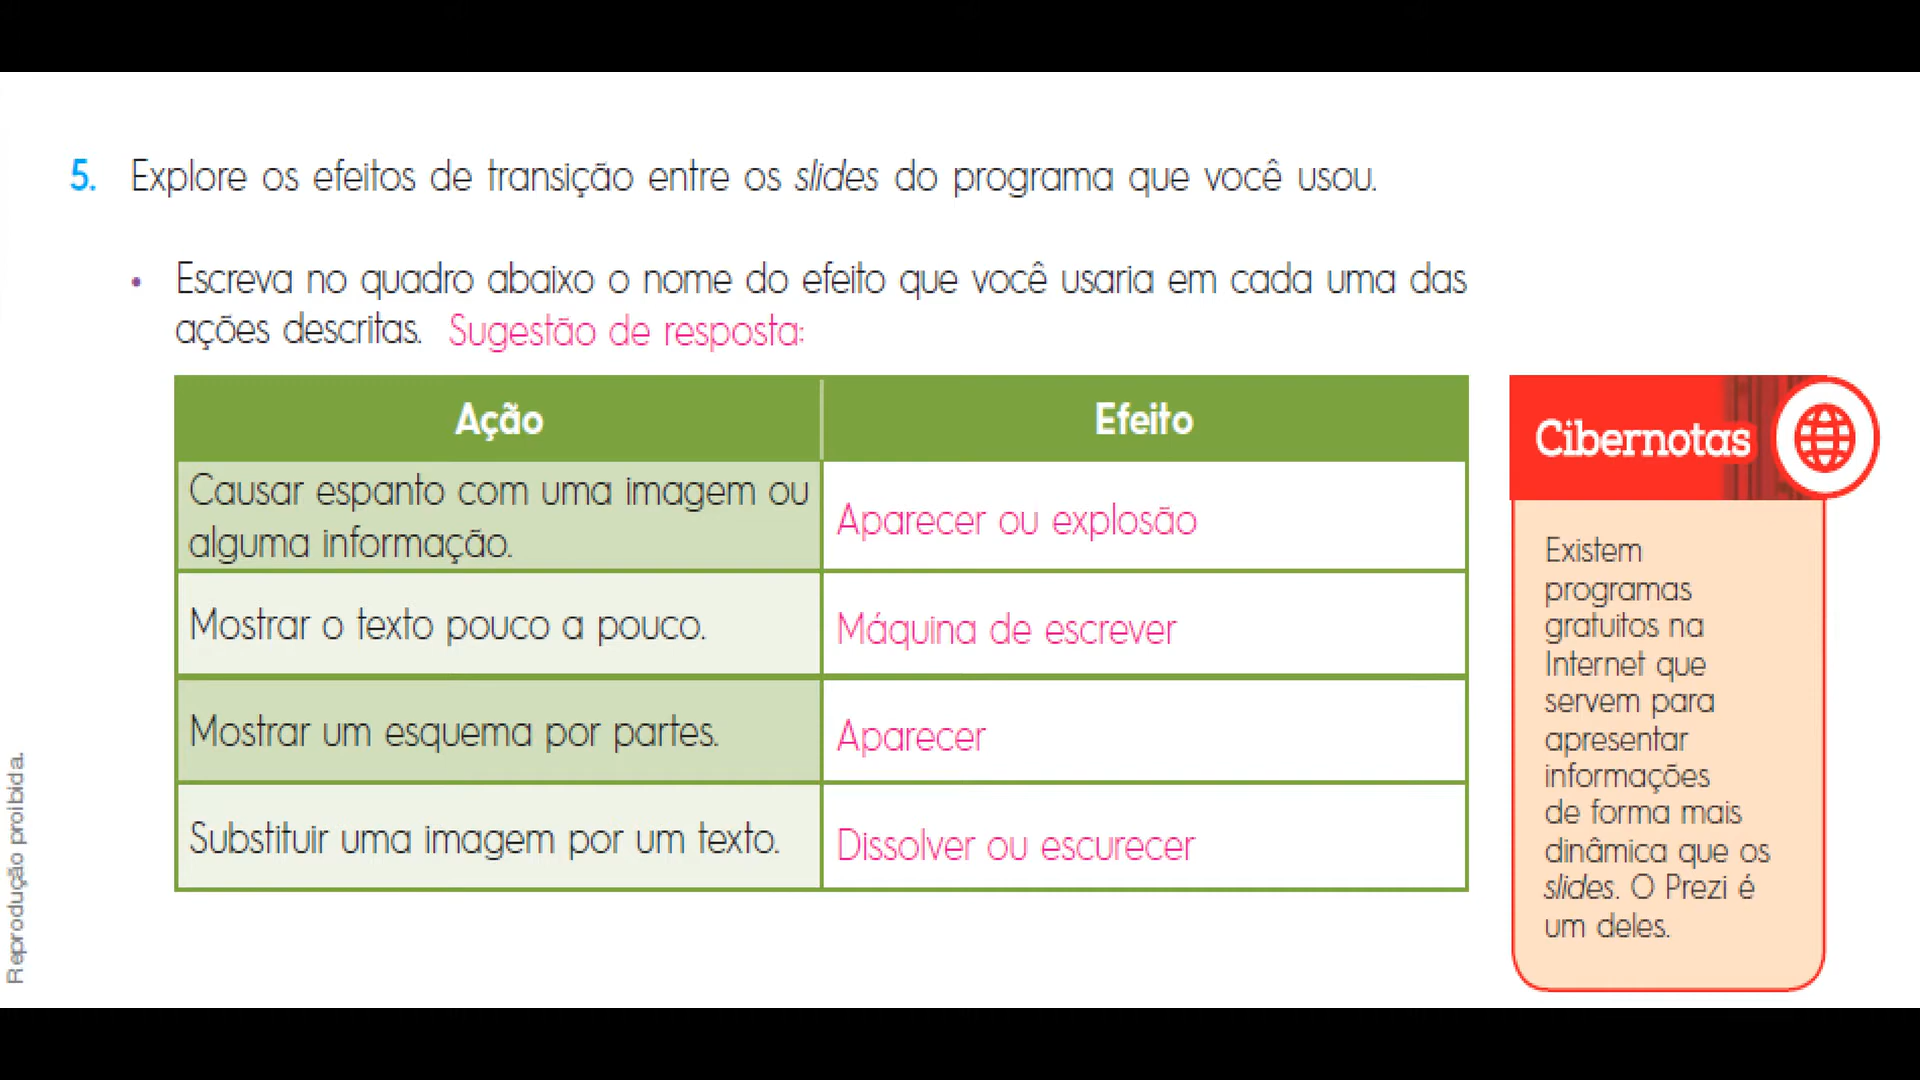 5. Explore os efeitos de transição entre os slides do programa que você usou.
• Escreva no quadro abaixo o nome do efeito que você usaria em cada uma das
ações descritas. Sugestão de resposta:
Ação Efeito
Causar espanto com uma imagem ou
alguma informação.
Aparecer ou explosão
Mostrar o texto pouco a pouco.
Máquina de escrever
Mostrar um esquema por partes.
Aparecer
Substituir uma imagem por um texto.
Dissolver ou escurecer
Cibernotas
Existem
programas
gratuitos na
Internet que
servem para
apresentar
informações
de forma mais
dinâmica que os
slides. O Prezi é
um deles.
Reprodução proibida.